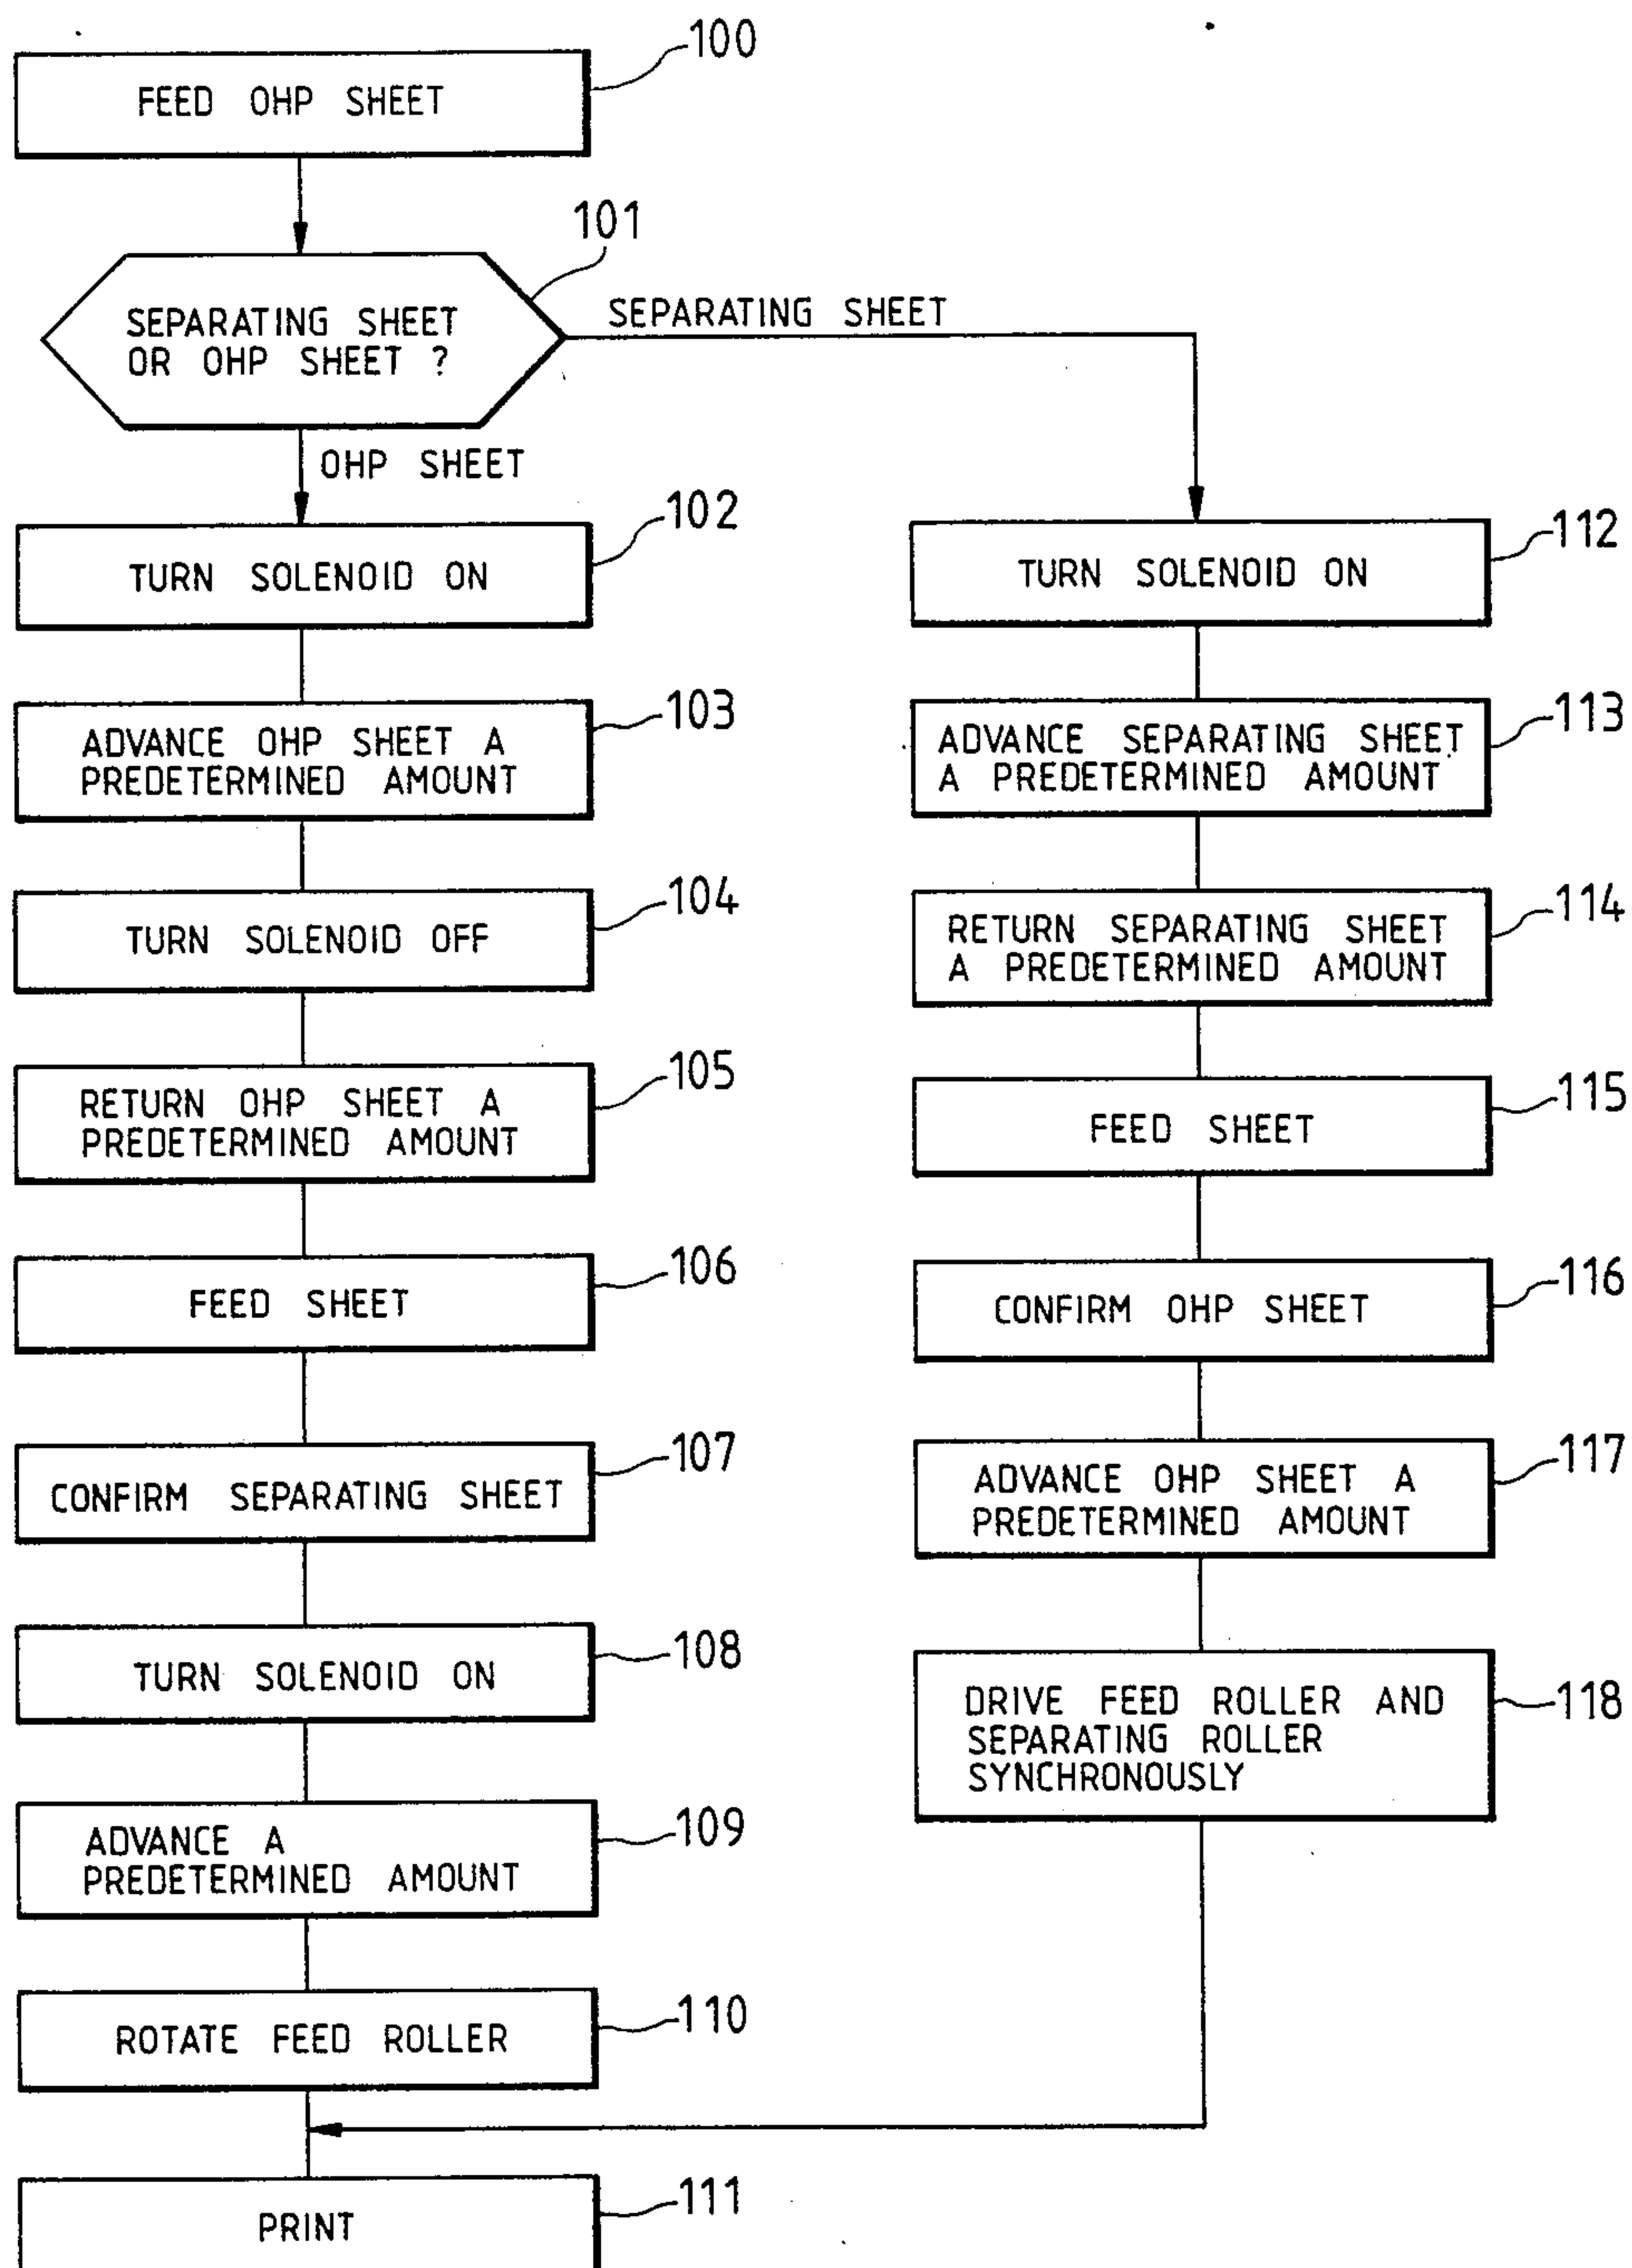 100
FEED OHP SHEET
101
SEPARATING SHEET
OR OHP SHEET ?
SEPARATING SHEET
OHP SHEET
102
TURN SOLENOID ON
103
ADVANCE OHP SHEET A
PREDETERMINED AMOUNT
104
TURN SOLENOID OFF
105
RETURN OHP SHEET A
PREDETERMINED AMOUNT
106
FEED SHEET
107
CONFIRM SEPARATING SHEET
108
TURN SOLENOID ON
109
ADVANCE A
PREDETERMINED AMOUNT
110
ROTATE FEED ROLLER
111
PRINT
112
TURN SOLENOID ON
113
ADVANCE SEPARATING SHEET
A PREDETERMINED AMOUNT
114
RETURN SEPARATING SHEET
A PREDETERMINED AMOUNT
115
FEED SHEET
116
CONFIRM OHP SHEET
117
ADVANCE OHP SHEET A
PREDETERMINED AMOUNT
118
DRIVE FEED ROLLER AND
SEPARATING ROLLER
SYNCHRONOUSLY